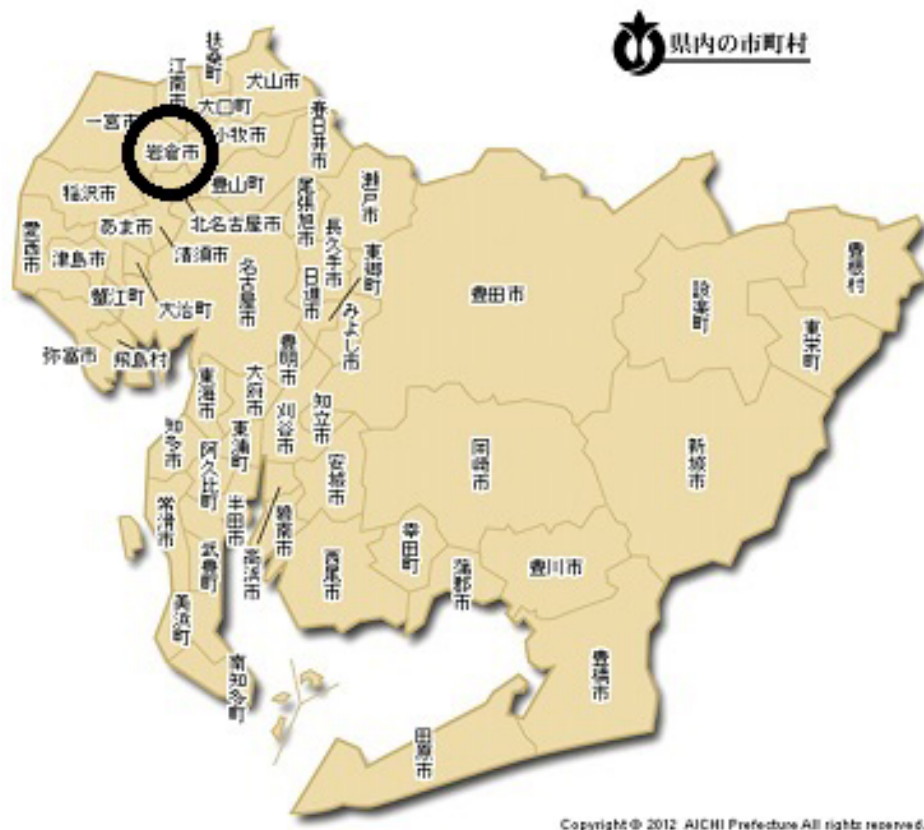 県内の市町村
扶桑町
江南市
犬山市
大口町
一宮市
小牧市
春日井市
岩倉市
豊山町
瀬戸市
稲沢市
尾張旭市
北名古屋市
長久手市
あま市
愛西市
清須市
東郷町
津島市
名古屋市
日進市
豊田市
設楽町
豊根村
蟹江町
大治町
みよし市
東栄町
弥富市
飛島村
豊明市
東海市
大府市
刈谷市
知立市
知多市
阿久比町
東浦町
安城市
岡崎市
新城市
常滑市
半田市
碧南市
武豊町
高浜市
西尾市
幸田町
蒲郡市
豊川市
美浜町
南知多町
豊橋市
田原市
Copyright © 2012 AICHI Prefecture All rights reserved.